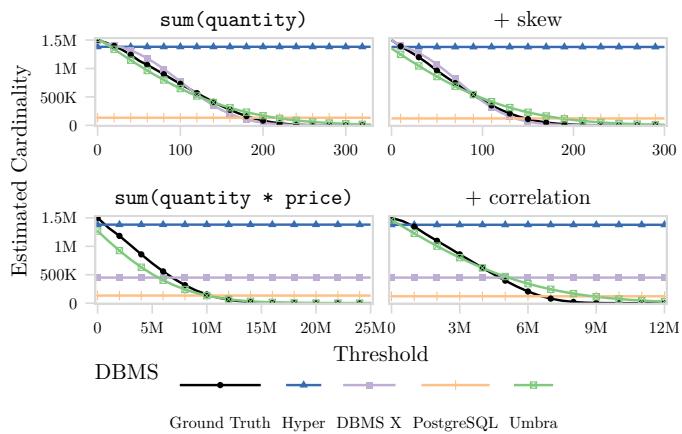 sum(quantity)
+ skew
1.5M
1M
500K
0
0 100 200 300
0 100 200 300
Estimated Cardinality
sum(quantity * price)
+ correlation
1.5M
1M
500K
0
0 5M 10M 15M 20M 25M
0 3M 6M 9M 12M
Threshold
DBMS
Ground Truth Hyper DBMS X PostgreSQL Umbra